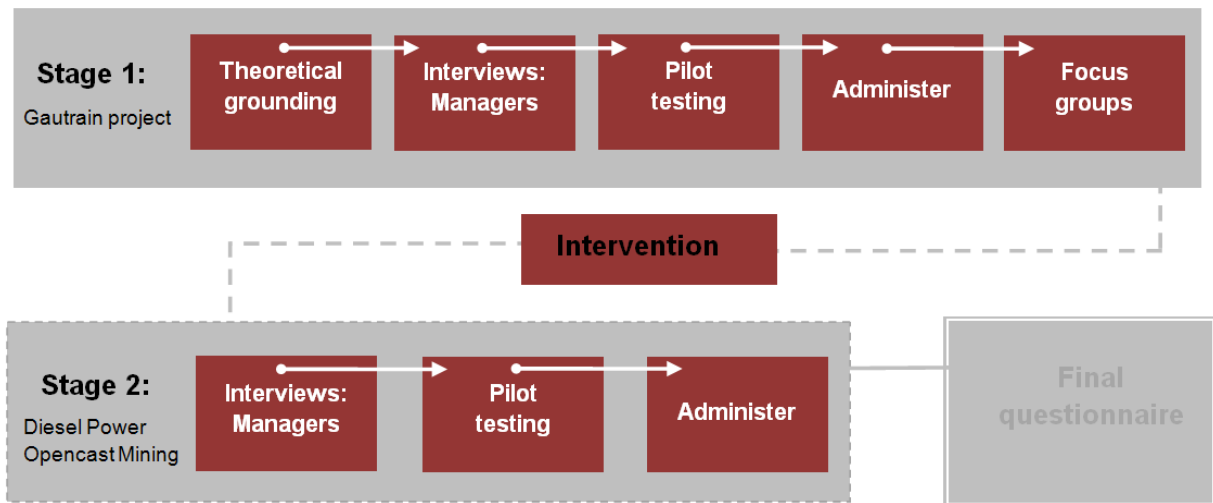 Stage 1:
Gautrain project
Theoretical
grounding
Interviews:
Managers
Pilot
testing
Administer
Focus
groups
Intervention
Stage 2:
Diesel Power
Opencast Mining
Interviews:
Managers
Pilot
testing
Administer
Final
questionnaire